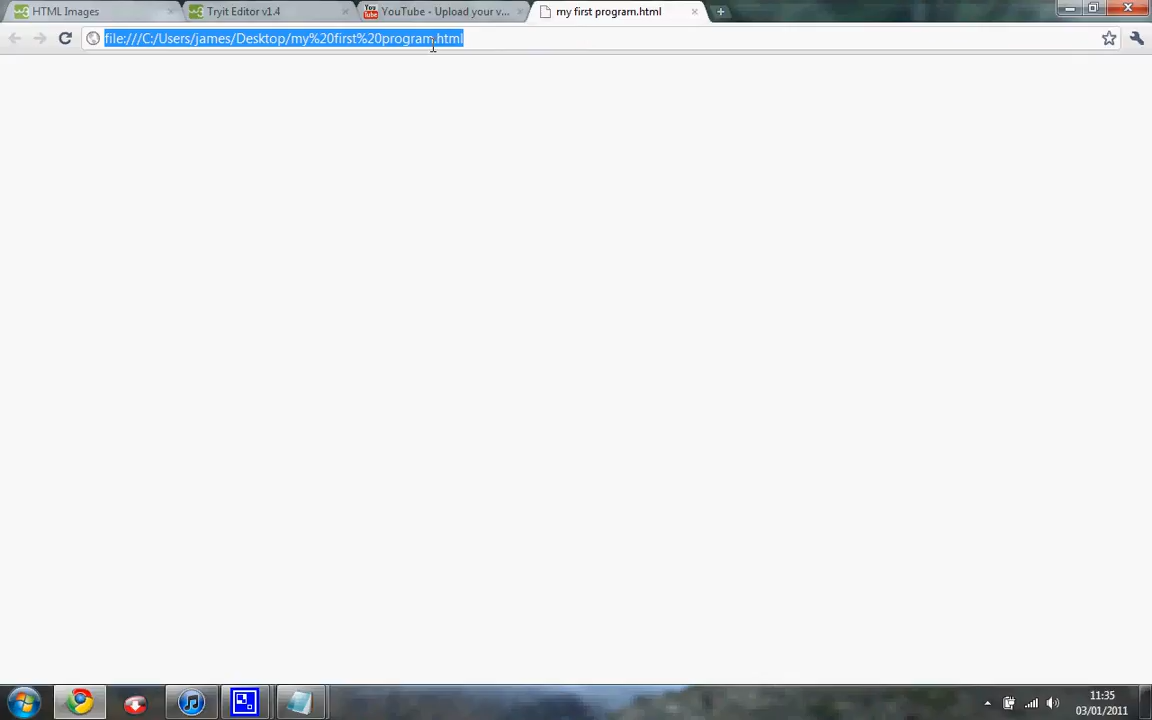 HTML Images
Tryit Editor v1.4
YouTube - Upload your v...
my first program.html
file:///C:/Users/james/Desktop/my%20first%20program.html
11:35
03/01/2011